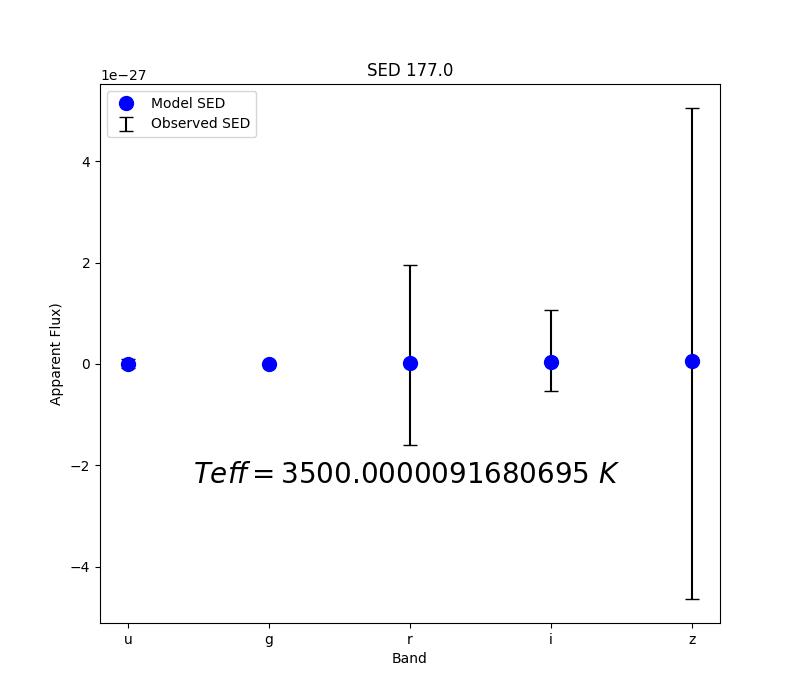 SED 177.0
1e−27
Model SED
Observed SED
4
2
0
−2
−4
Apparent Flux)
Teff = 3500.0000091680695 K
u g r i z
Band